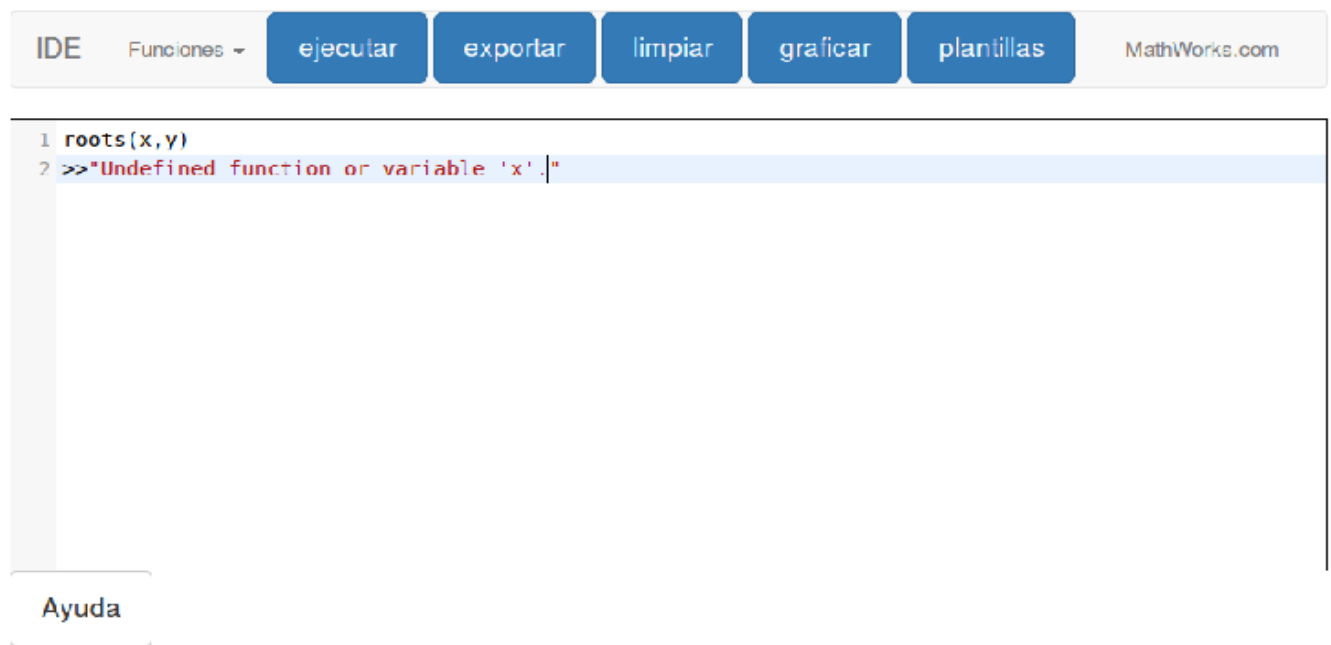 IDE Funciones ejecutar exportar limpiar graficar plantillas MathWorks.com
1 roots(x,y)
2 >>"Undefined function or variable 'x'."
Ayuda